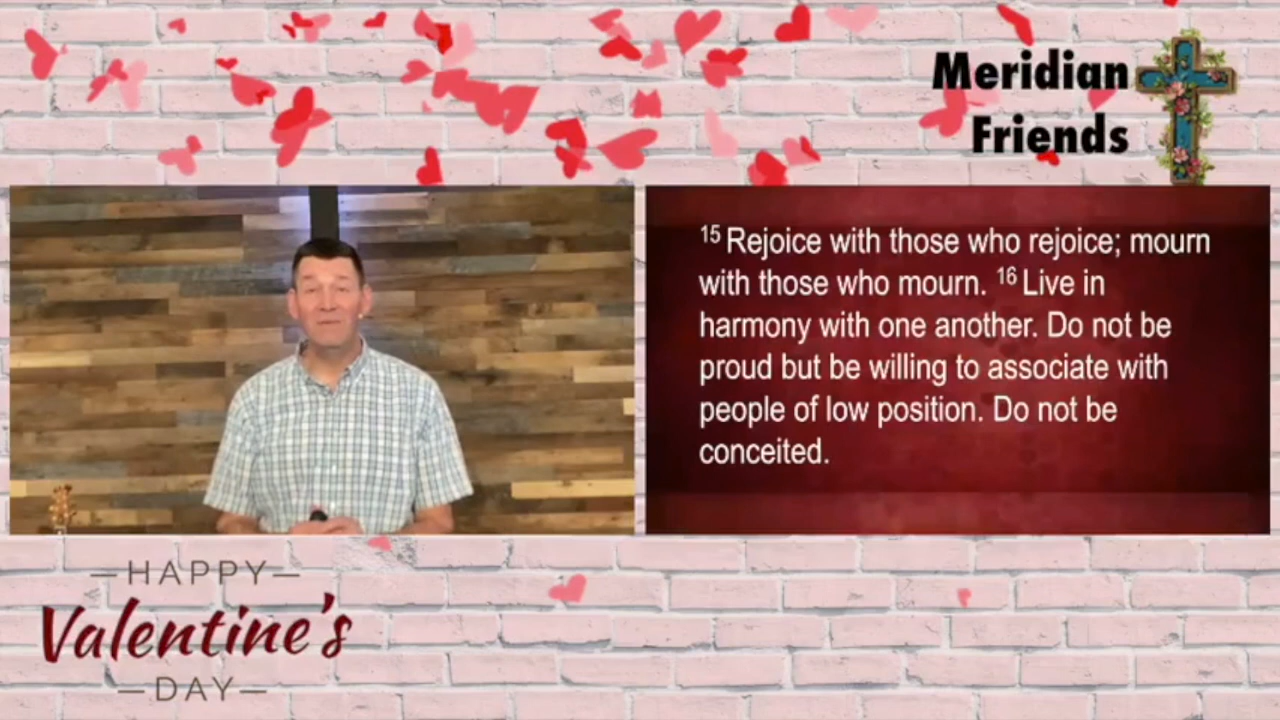 Meridian
Friends
15 Rejoice with those who rejoice; mourn
with those who mourn. 16 Live in
harmony with one another. Do not be
proud but be willing to associate with
people of low position. Do not be
conceited.
HAPPY
Valentine's
DAY